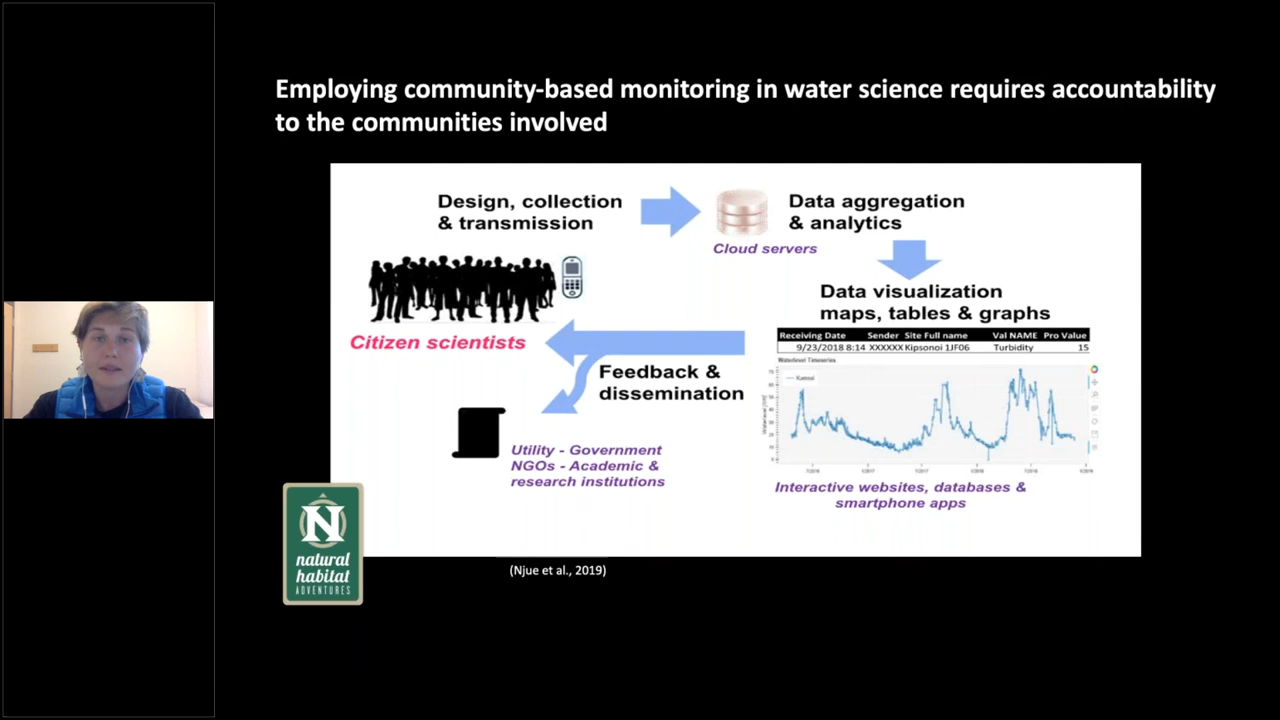 Employing community-based monitoring in water science requires accountability
to the communities involved
Design, collection
& transmission
Data aggregation
& analytics
Cloud servers
Data visualization
maps, tables & graphs
Citizen scientists
Receiving Date Sender Site Full name Val NAME Pro Value
9/23/2018 8:14 XXXXXX Kipsonoi 1JF06 Turbidity 15
Waterlevel Timeseries
Feedback &
dissemination
Utility - Government
NGOs - Academic &
research institutions
Interactive websites, databases &
smartphone apps
N
natural
habitat
ADVENTURES
(Njue et al., 2019)